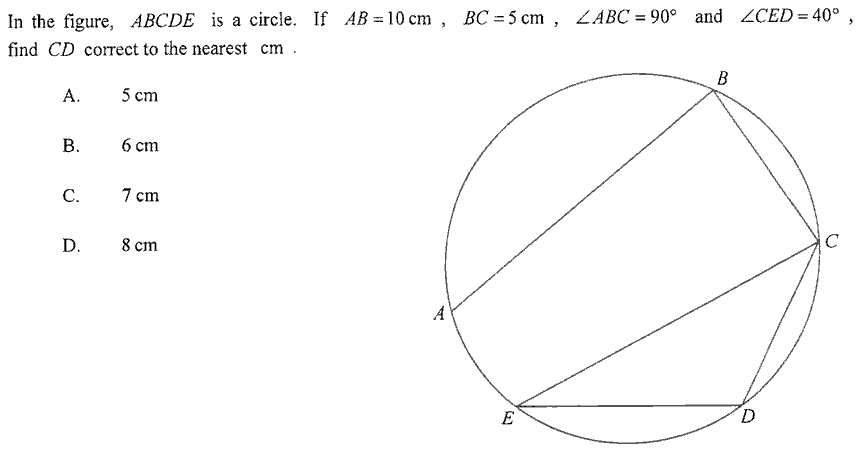 In the figure, ABCDE is a circle. If AB = 10 cm , BC = 5 cm , ∠ABC = 90° and ∠CED = 40° ,
find CD correct to the nearest cm .
A. 5 cm
B. 6 cm
C. 7 cm
D. 8 cm
B
C
A
E
D